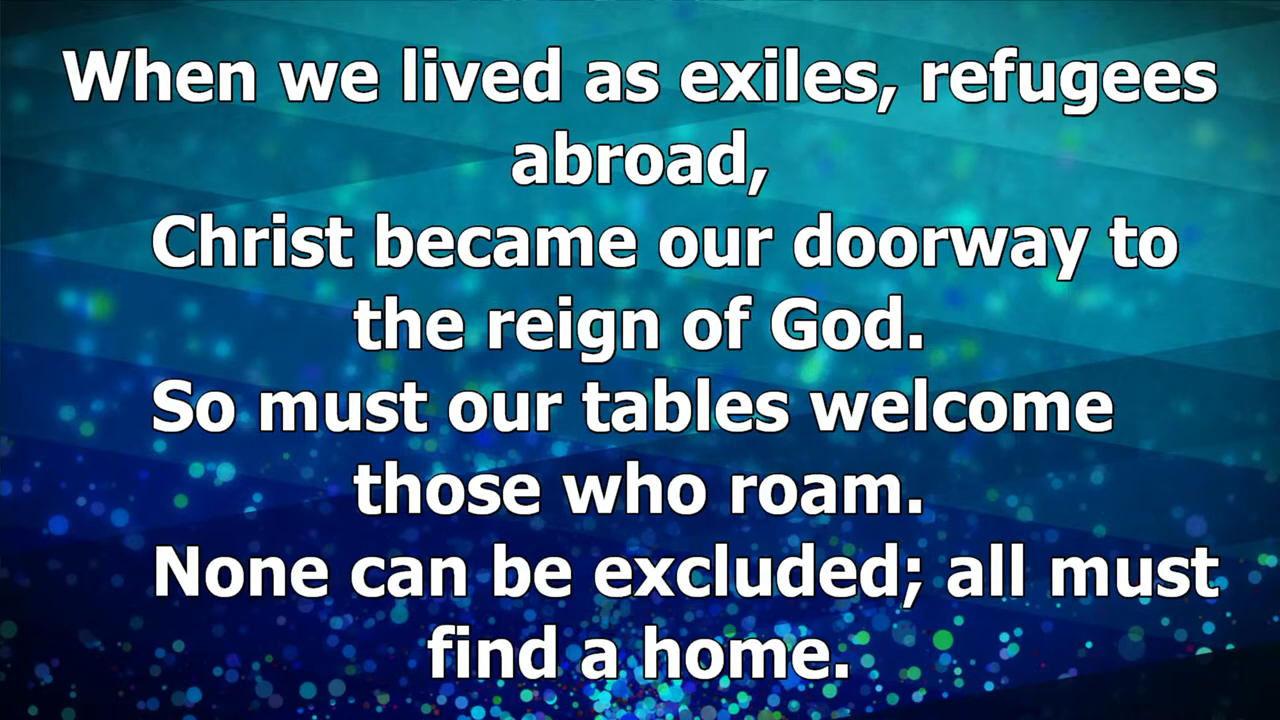 When we lived as exiles, refugees
abroad,
Christ became our doorway to
the reign of God.
So must our tables welcome
those who roam.
None can be excluded; all must
find a home.